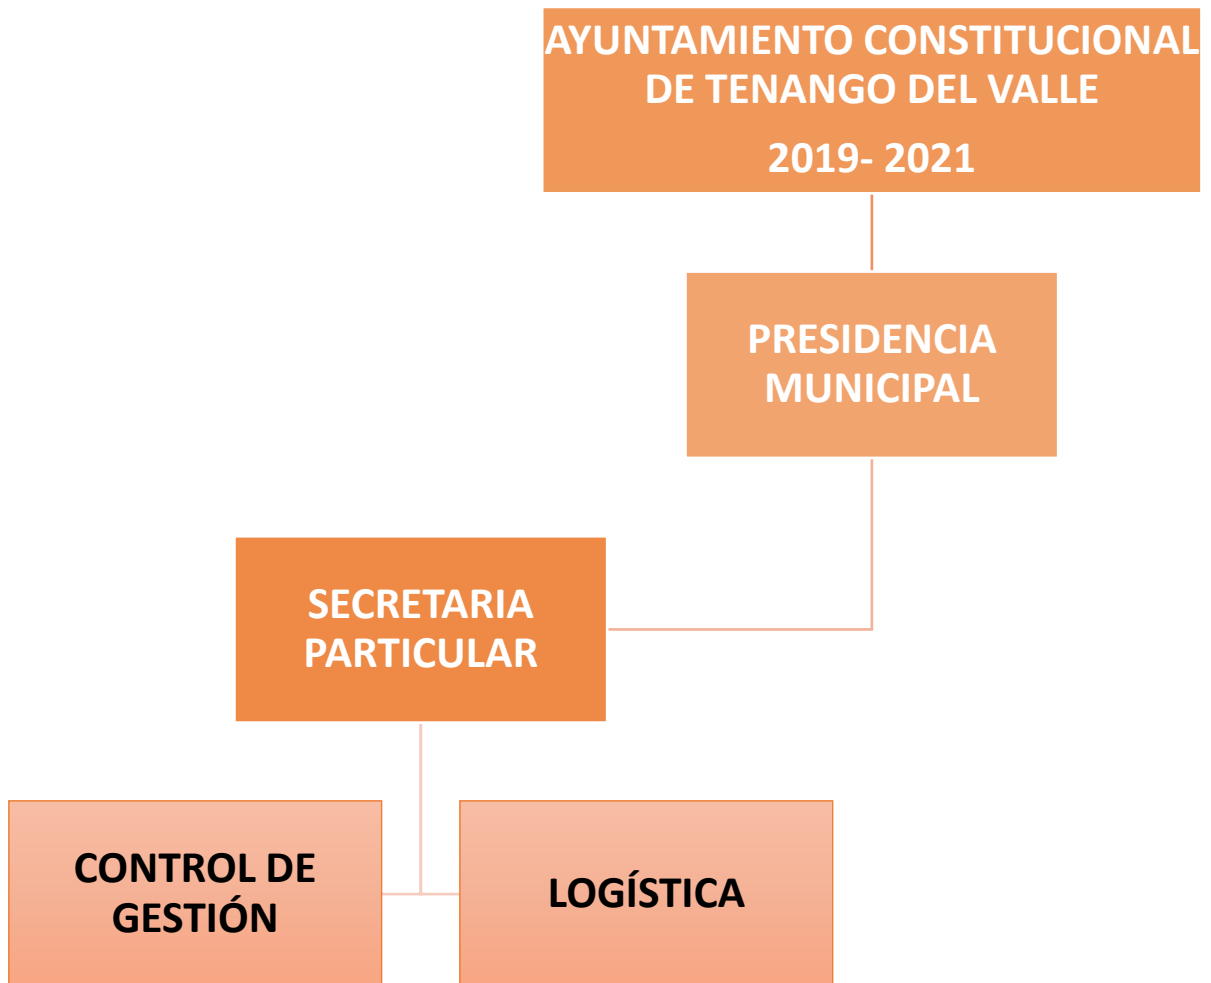 AYUNTAMIENTO CONSTITUCIONAL
DE TENANGO DEL VALLE
2019- 2021
PRESIDENCIA
MUNICIPAL
SECRETARIA
PARTICULAR
CONTROL DE
GESTIÓN
LOGÍSTICA